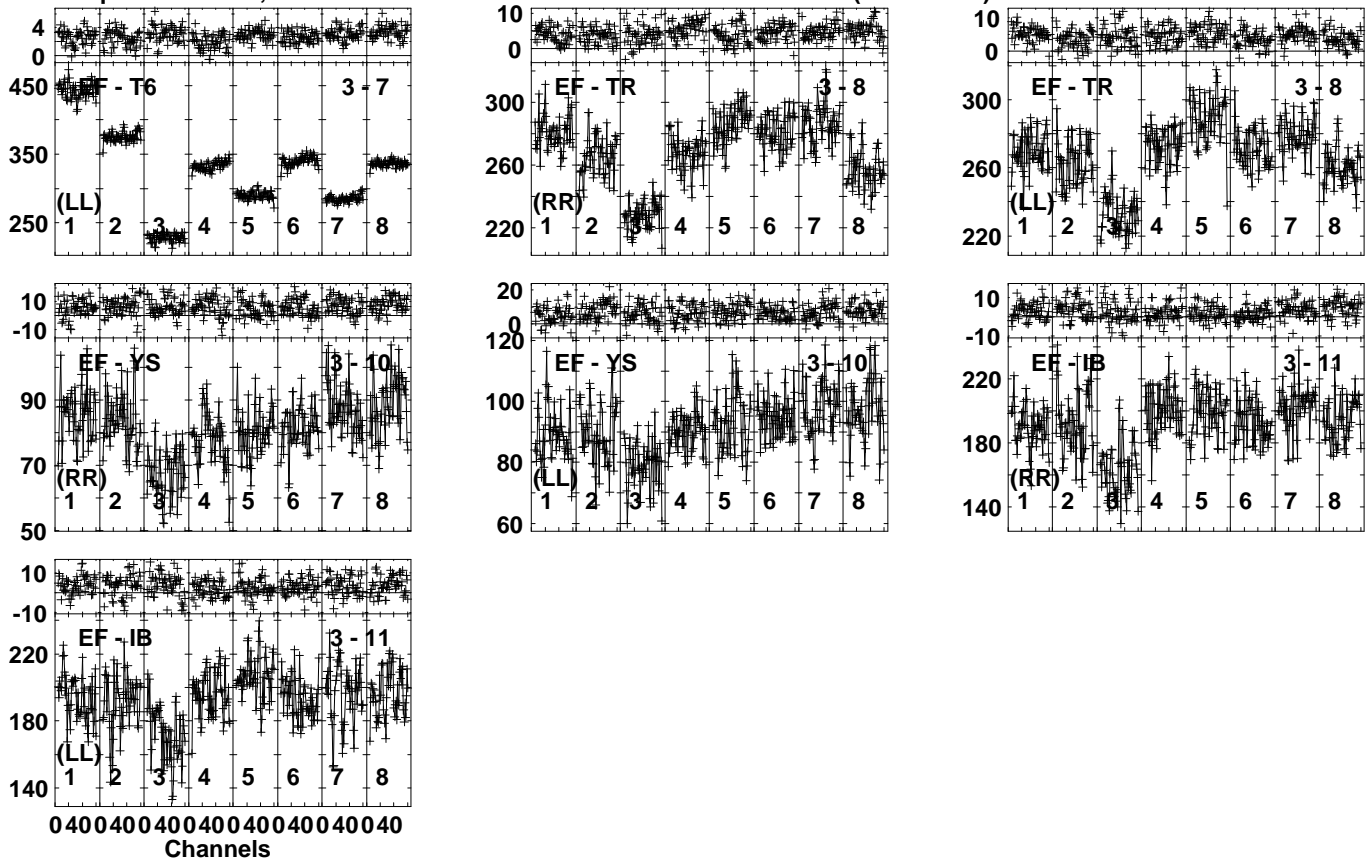 4
0
450
350
250
EF - T6 3 - 7
(LL)
1 2 3 4 5 6 7 8
10
0
300
260
220
EF - TR 3 - 8
(RR)
1 2 3 4 5 6 7 8
10
0
300
260
220
EF - TR 3 - 8
(LL)
1 2 3 4 5 6 7 8
10
-10
90
70
50
EF - YS 3 - 10
(RR)
1 2 3 4 5 6 7 8
20
0
120
100
80
60
EF - YS 3 - 10
(LL)
1 2 3 4 5 6 7 8
10
-10
220
180
140
EF - IB 3 - 11
(RR)
1 2 3 4 5 6 7 8
10
-10
220
180
140
EF - IB 3 - 11
(LL)
1 2 3 4 5 6 7 8
0 40 0 40 0 40 0 40 0 40 0 40 0 40 0 40
Channels